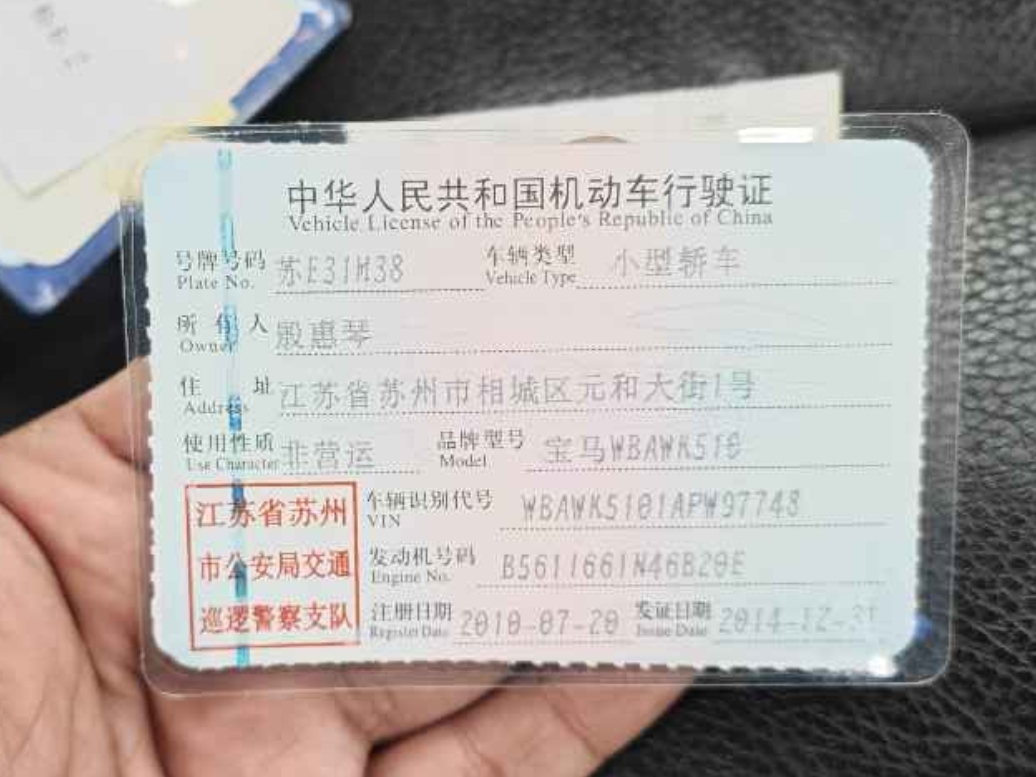 中华人民共和国机动车行驶证
Vehicle License of the People's Republic of China
号牌号码 苏E31M38 车辆类型 小型轿车
Plate No. Vehicle Type
所有人 殷惠琴
Owner
住址 江苏省苏州市相城区元和大街1号
Address
使用性质 非营运 品牌型号 宝马WBAWK510
Use Character Model
江苏省苏州 车辆识别代号 WBAWK5101APW97748
VIN
市公安局交通 发动机号码 B5611661N46B20E
Engine No.
巡逻警察支队 注册日期 2010-07-20 发证日期 2014-12-31
Register Date Issue Date